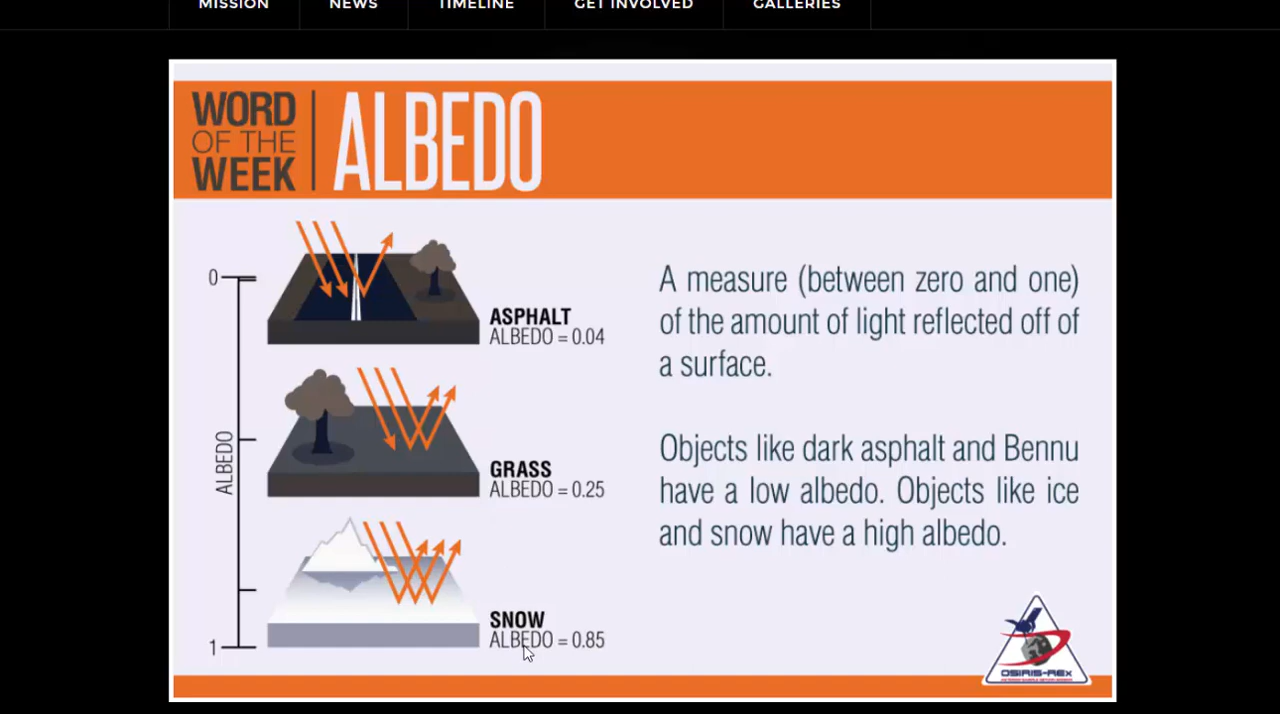 MISSION
NEWS
TIMELINE
GET INVOLVED
GALLERIES
WORD
OF THE
WEEK
ALBEDO
0
ALBEDO
1
ASPHALT
ALBEDO = 0.04
GRASS
ALBEDO = 0.25
SNOW
ALBEDO = 0.85
A measure (between zero and one)
of the amount of light reflected off of
a surface.
Objects like dark asphalt and Bennu
have a low albedo. Objects like ice
and snow have a high albedo.
OSIRIS-REx